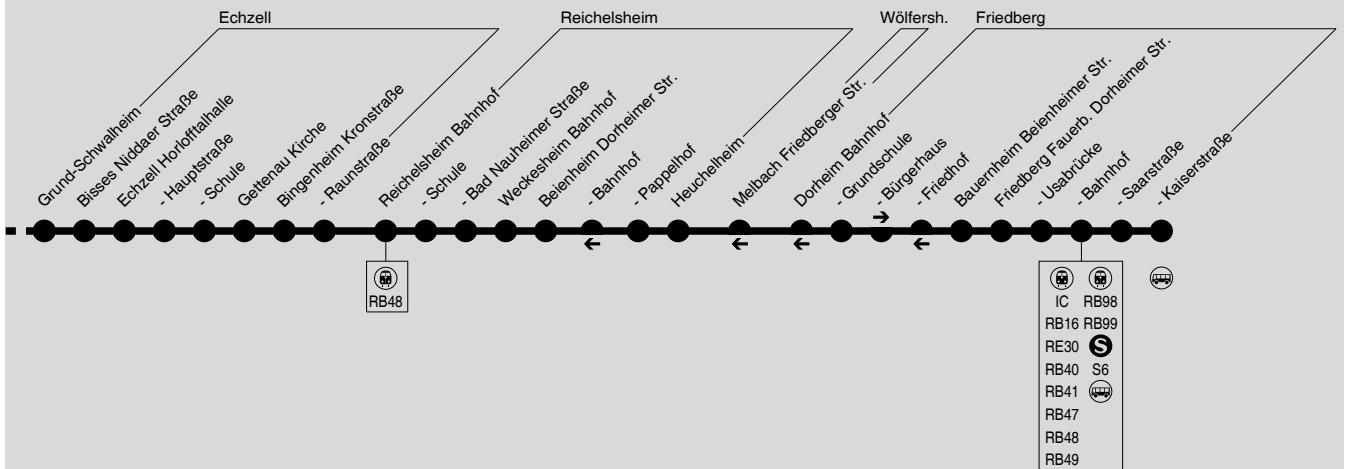 Echzell
Reichelsheim
Wölfersh.
Friedberg
Grund-Schwalheim
Bisses Niddaer Straße
Echzell Horlofftalhalle
- Hauptstraße
- Schule
Gettenau Kirche
Bingenheim Kronstraße
- Raunstraße
Reichelsheim Bahnhof
- Schule
- Bad Nauheimer Straße
Weckesheim Bahnhof
Beienheim Dorheimer Str.
- Bahnhof
- Pappelhof
Heuchelheim
Melbach Friedberger Str.
Dorheim Bahnhof
- Grundschule
- Bürgerhaus
- Friedhof
Bauernheim Beienheimer Str.
Friedberg Fauerb. Dorheimer Str.
- Usabrücke
- Bahnhof
- Saarstraße
- Kaiserstraße
RB48
IC RB98
RB16 RB99
RE30 S
RB40 S6
RB41
RB47
RB48
RB49